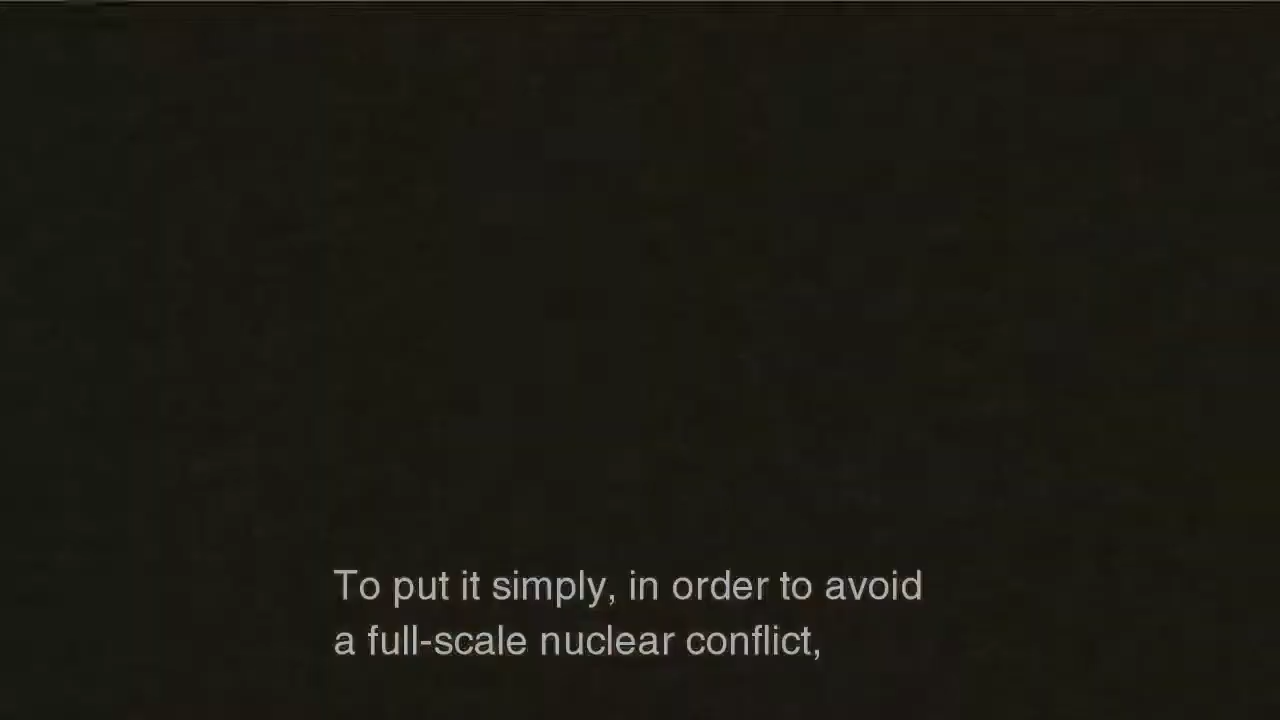 To put it simply, in order to avoid
a full-scale nuclear conflict,